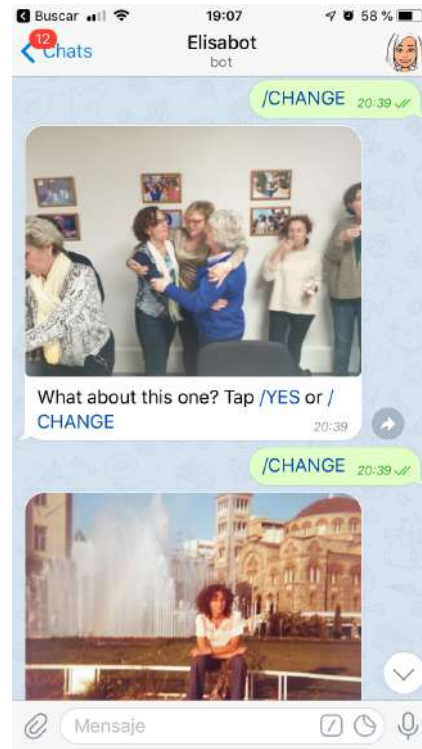 Buscar 19:07 58 %
12
Chats Elisabot
bot
/CHANGE 20:39
What about this one? Tap /YES or /
CHANGE 20:39
/CHANGE 20:39
Mensaje